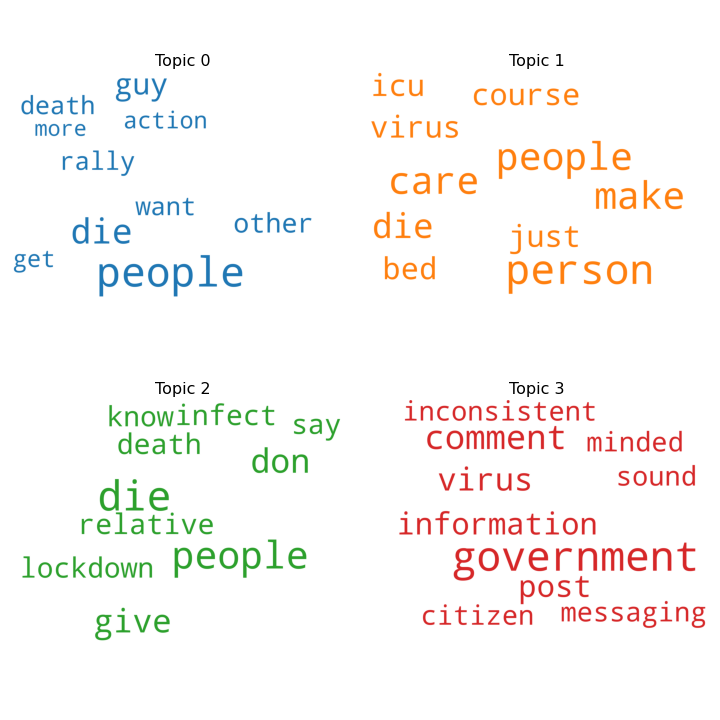 Topic 0
guy
death
action
more
rally
want
die
other
get
people
Topic 1
icu
course
virus
people
care
make
die
just
bed
person
Topic 2
know
infect
say
death
don
die
relative
people
lockdown
give
Topic 3
inconsistent
comment
minded
virus
sound
information
government
post
citizen
messaging